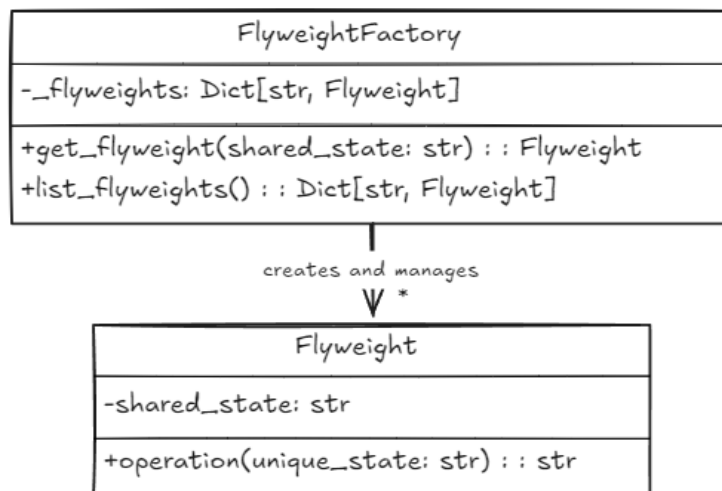 FlyweightFactory
-_flyweights: Dict[str, Flyweight]
+get_flyweight(shared_state: str) : : Flyweight
+list_flyweights() : : Dict[str, Flyweight]
creates and manages
*
Flyweight
-shared_state: str
+operation(unique_state: str) : : str